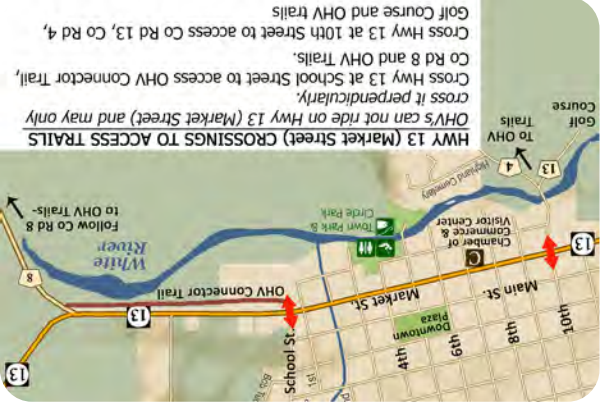 HWY 13 (Market Street) CROSSINGS TO ACCESS TRAILS
OHV's can not ride on Hwy 13 (Market Street) and may only
cross it perpendicularly.
Cross Hwy 13 at School Street to access OHV Connector Trail,
Co Rd 8 and OHV Trails.
Cross Hwy 13 at 10th Street to access Co Rd 13, Co Rd 4,
Golf Course and OHV trails
13
13
8
School St.
1st
4th
6th
8th
10th
Downtown
Plaza
Market St.
Main St.
OHV Connector Trail
White
River
Follow Co Rd 8
to OHV Trails-
Town Park &
Circle Park
C
Chamber of
Commerce &
Visitor Center
13
Highland Cemetery
4
13
To OHV
Trails
Golf
Course